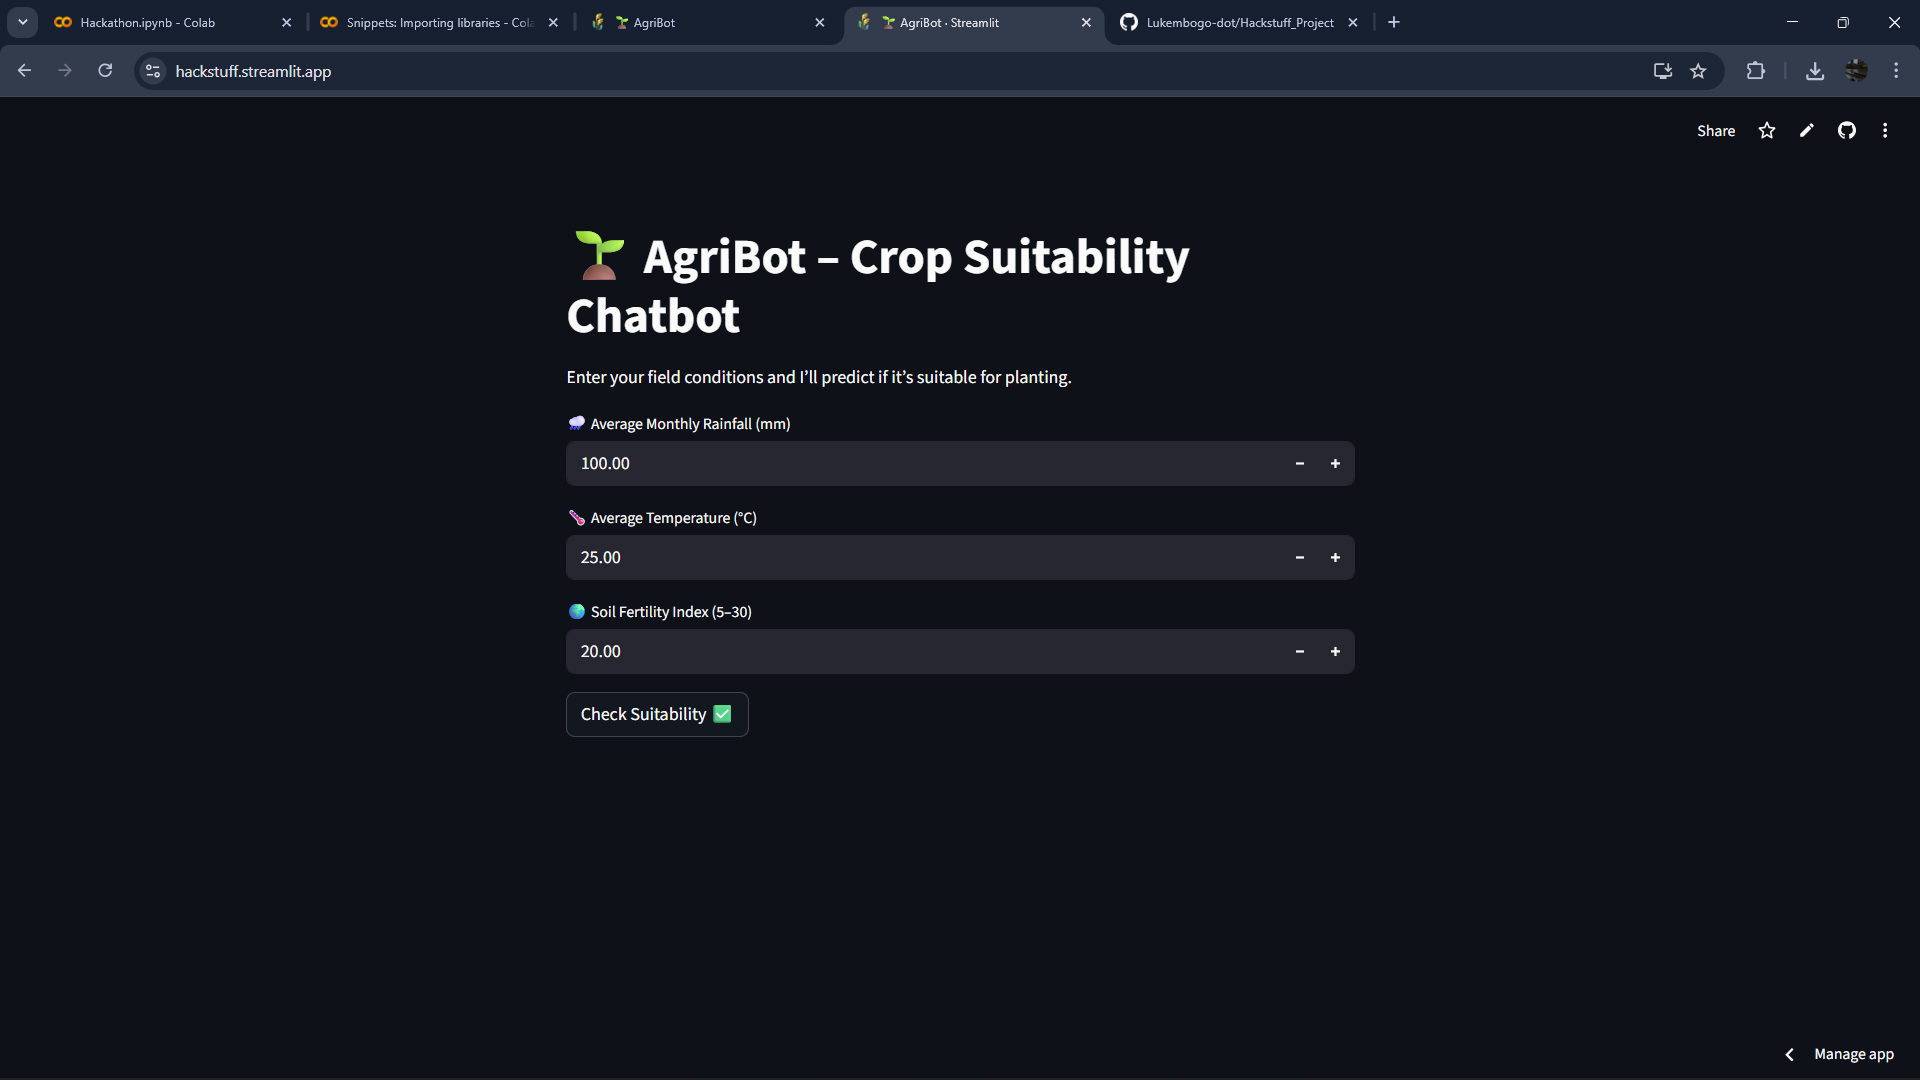 Hackathon.ipynb - Colab
Snippets: Importing libraries - Cola
AgriBot
AgriBot · Streamlit
Lukembogo-dot/Hackstuff_Project
hackstuff.streamlit.app
Share
AgriBot – Crop Suitability
Chatbot
Enter your field conditions and I’ll predict if it’s suitable for planting.
Average Monthly Rainfall (mm)
100.00
Average Temperature (°C)
25.00
Soil Fertility Index (5–30)
20.00
Check Suitability ✅
Manage app